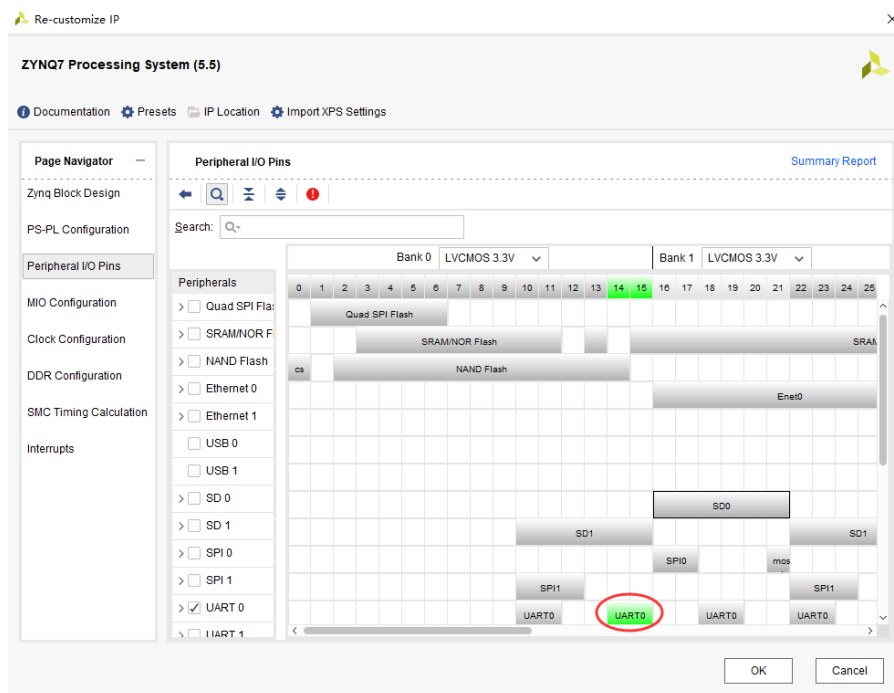 Re-customize IP
ZYNQ7 Processing System (5.5)
Documentation Presets IP Location Import XPS Settings
Page Navigator
Zynq Block Design
PS-PL Configuration
Peripheral I/O Pins
MIO Configuration
Clock Configuration
DDR Configuration
SMC Timing Calculation
Interrupts
Peripheral I/O Pins Summary Report
Search:
Bank 0 LVCMOS 3.3V Bank 1 LVCMOS 3.3V
Peripherals 0 1 2 3 4 5 6 7 8 9 10 11 12 13 14 15 16 17 18 19 20 21 22 23 24 25
Quad SPI Flas Quad SPI Flash
SRAM/NOR F SRAM/NOR Flash SRAM
NAND Flash cs NAND Flash
Ethernet 0 Enet0
Ethernet 1
USB 0
USB 1
SD 0 SD0
SD 1 SD1 SD1
SPI 0 SPI0 mos
SPI 1 SPI1 SPI1
UART 0 UART0 UART0 UART0 UART0
UART 1
OK Cancel